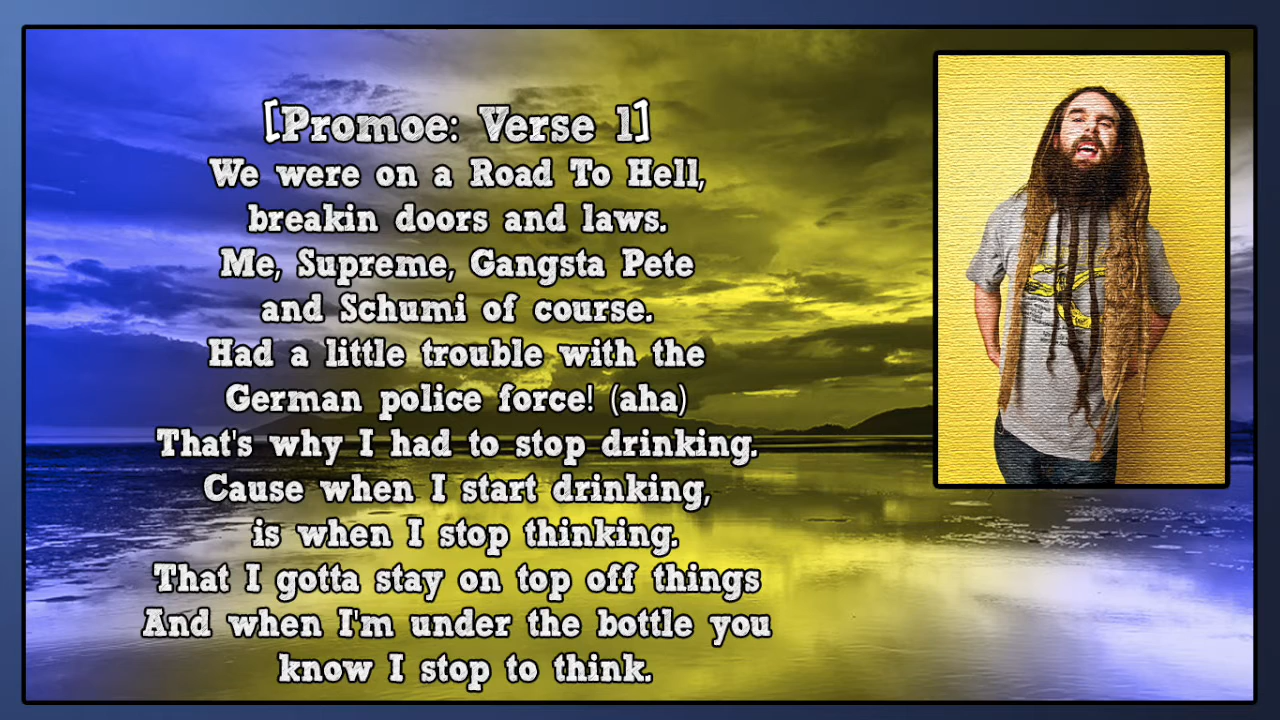 [Promoe: Verse 1]
We were on a Road To Hell,
breakin doors and laws.
Me, Supreme, Gangsta Pete
and Schumi of course.
Had a little trouble with the
German police force! (aha)
That's why I had to stop drinking.
Cause when I start drinking,
is when I stop thinking.
That I gotta stay on top off things
And when I'm under the bottle you
know I stop to think.